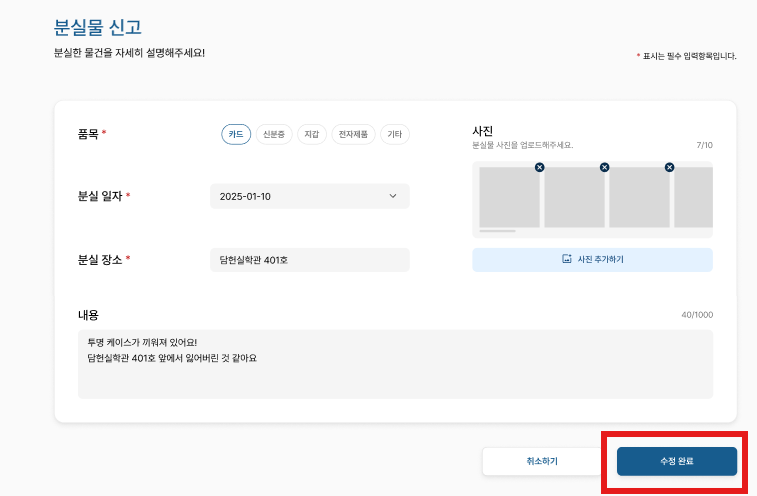 분실물 신고
분실한 물건을 자세히 설명해주세요!
* 표시는 필수 입력항목입니다.
품목 *
카드 신분증 지갑 전자제품 기타
사진
분실물 사진을 업로드해주세요. 7/10
분실 일자 *
2025-01-10
분실 장소 *
담헌실학관 401호
사진 추가하기
내용
40/1000
투명 케이스가 끼워져 있어요!
담헌실학관 401호 앞에서 잃어버린 것 같아요
취소하기
수정 완료